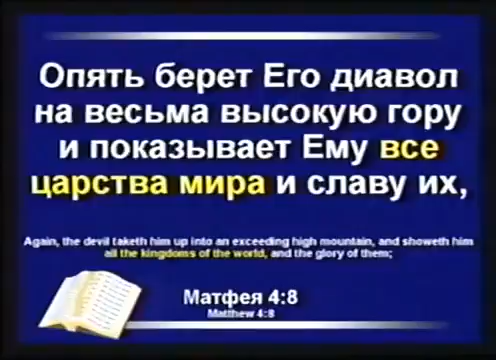 Опять берет Его диавол
на весьма высокую гору
и показывает Ему все
царства мира и славу их,
Again, the devil taketh him up into an exceeding high mountain, and showeth him
all the kingdoms of the world, and the glory of them;
Матфея 4:8
Matthew 4:8